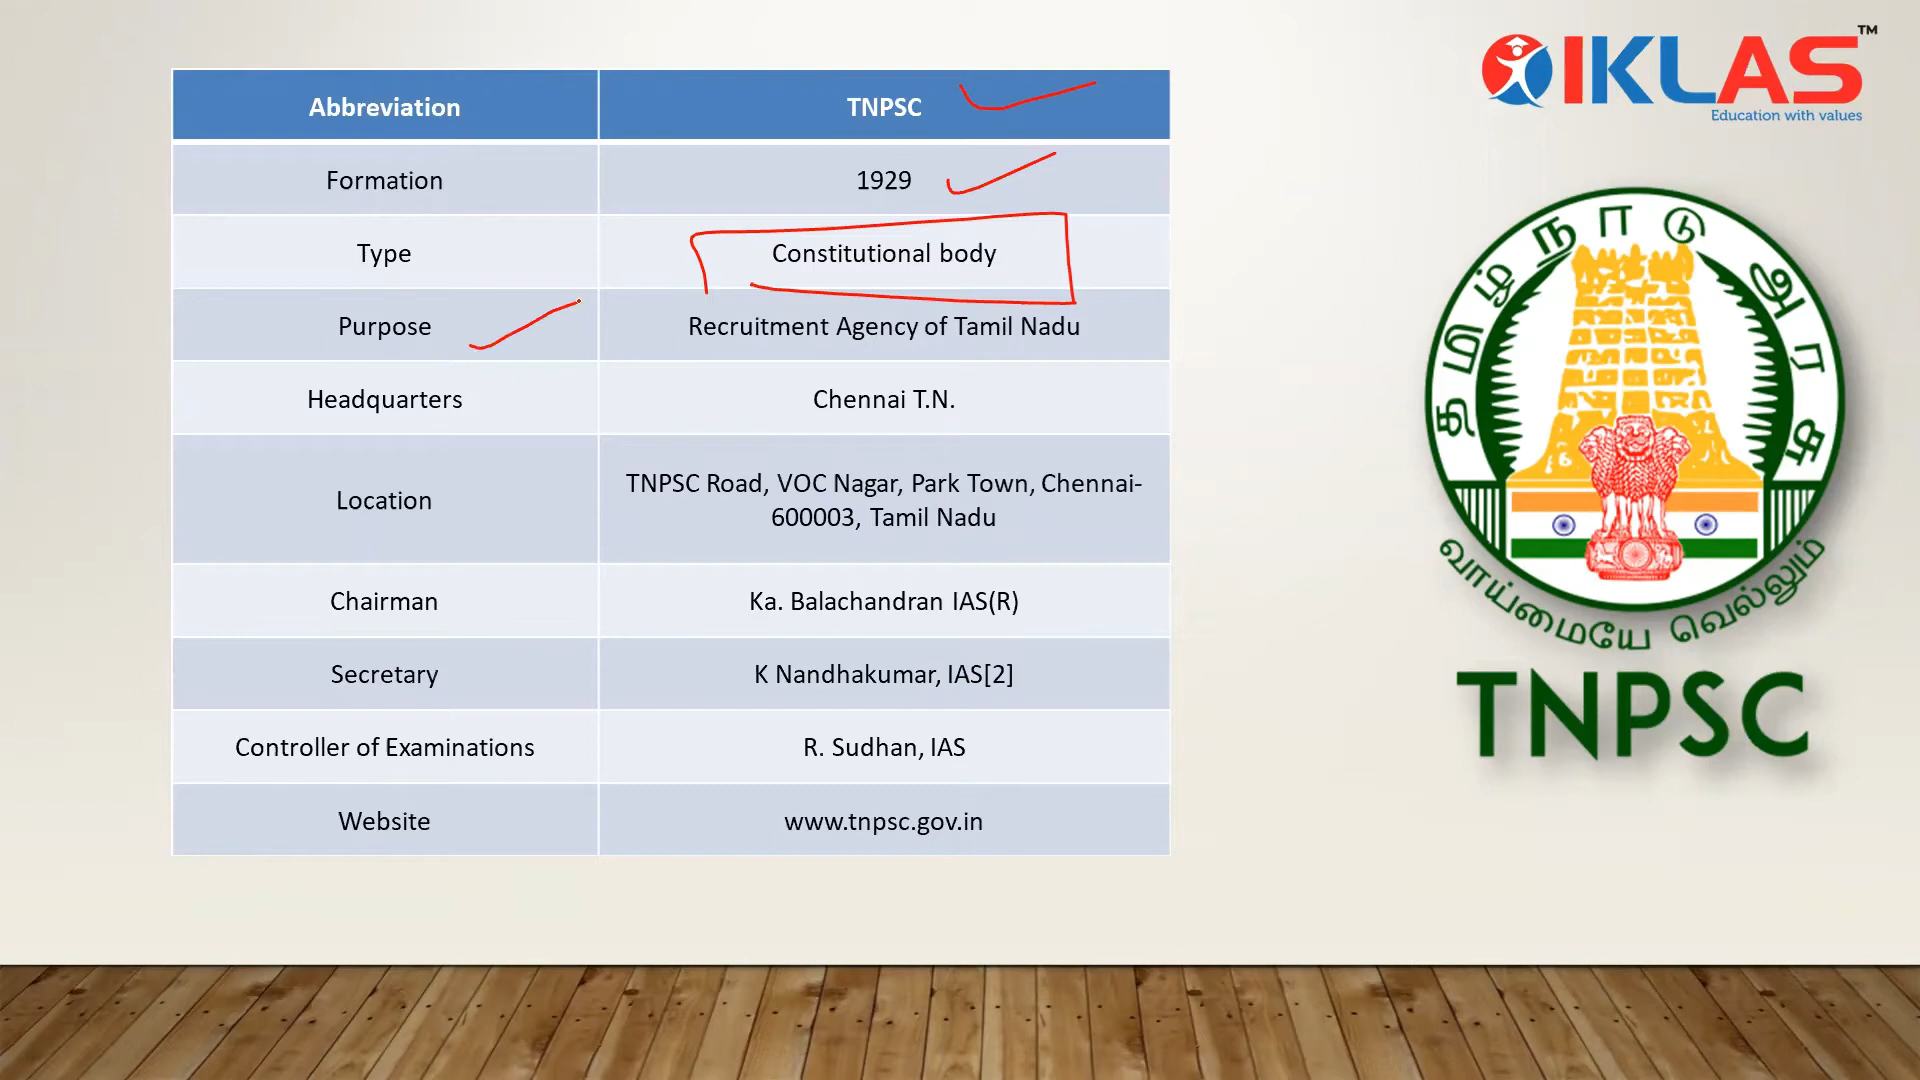 IKLAS™
Education with values
Abbreviation TNPSC
Formation 1929
Type Constitutional body
Purpose Recruitment Agency of Tamil Nadu
Headquarters Chennai T.N.
Location TNPSC Road, VOC Nagar, Park Town, Chennai-
600003, Tamil Nadu
Chairman Ka. Balachandran IAS(R)
Secretary K Nandhakumar, IAS[2]
Controller of Examinations R. Sudhan, IAS
Website www.tnpsc.gov.in
தமிழ்நாடு அரசு
வாய்மையே வெல்லும்
TNPSC